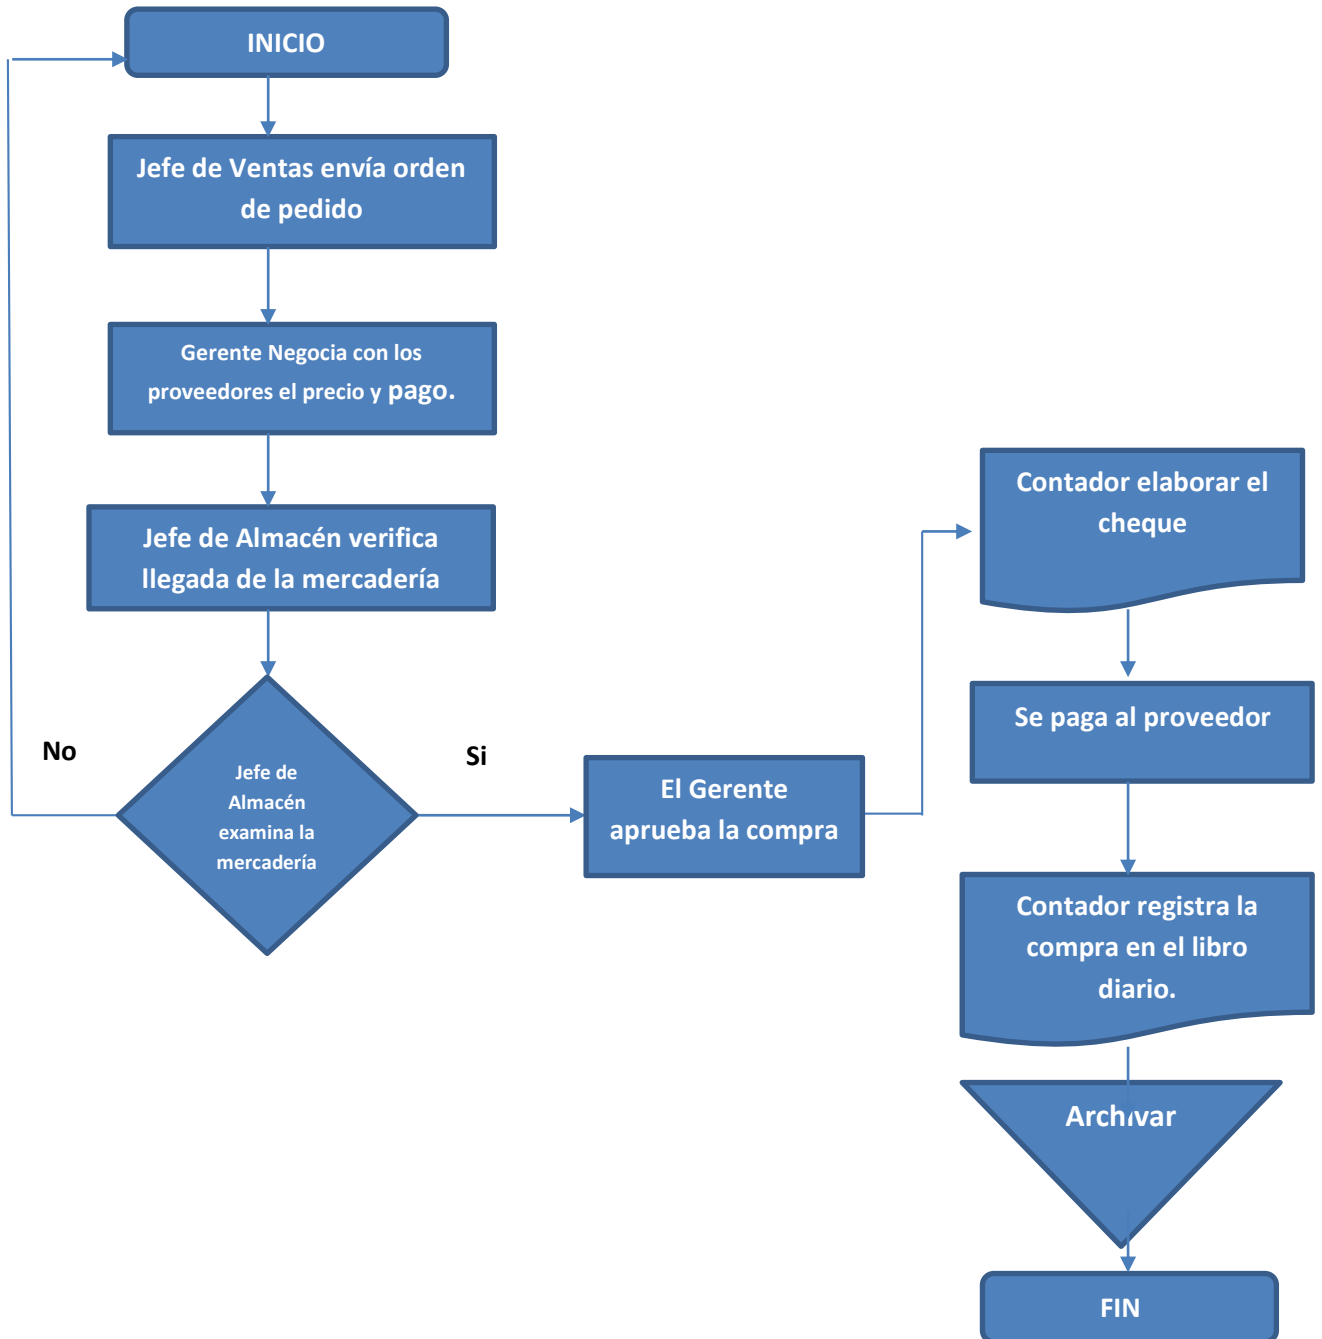 INICIO
Jefe de Ventas envía orden
de pedido
Gerente Negocia con los
proveedores el precio y pago.
Jefe de Almacén verifica
llegada de la mercadería
No
Jefe de
Almacén
examina la
mercadería
Si
El Gerente
aprueba la compra
Contador elaborar el
cheque
Se paga al proveedor
Contador registra la
compra en el libro
diario.
Archivar
FIN